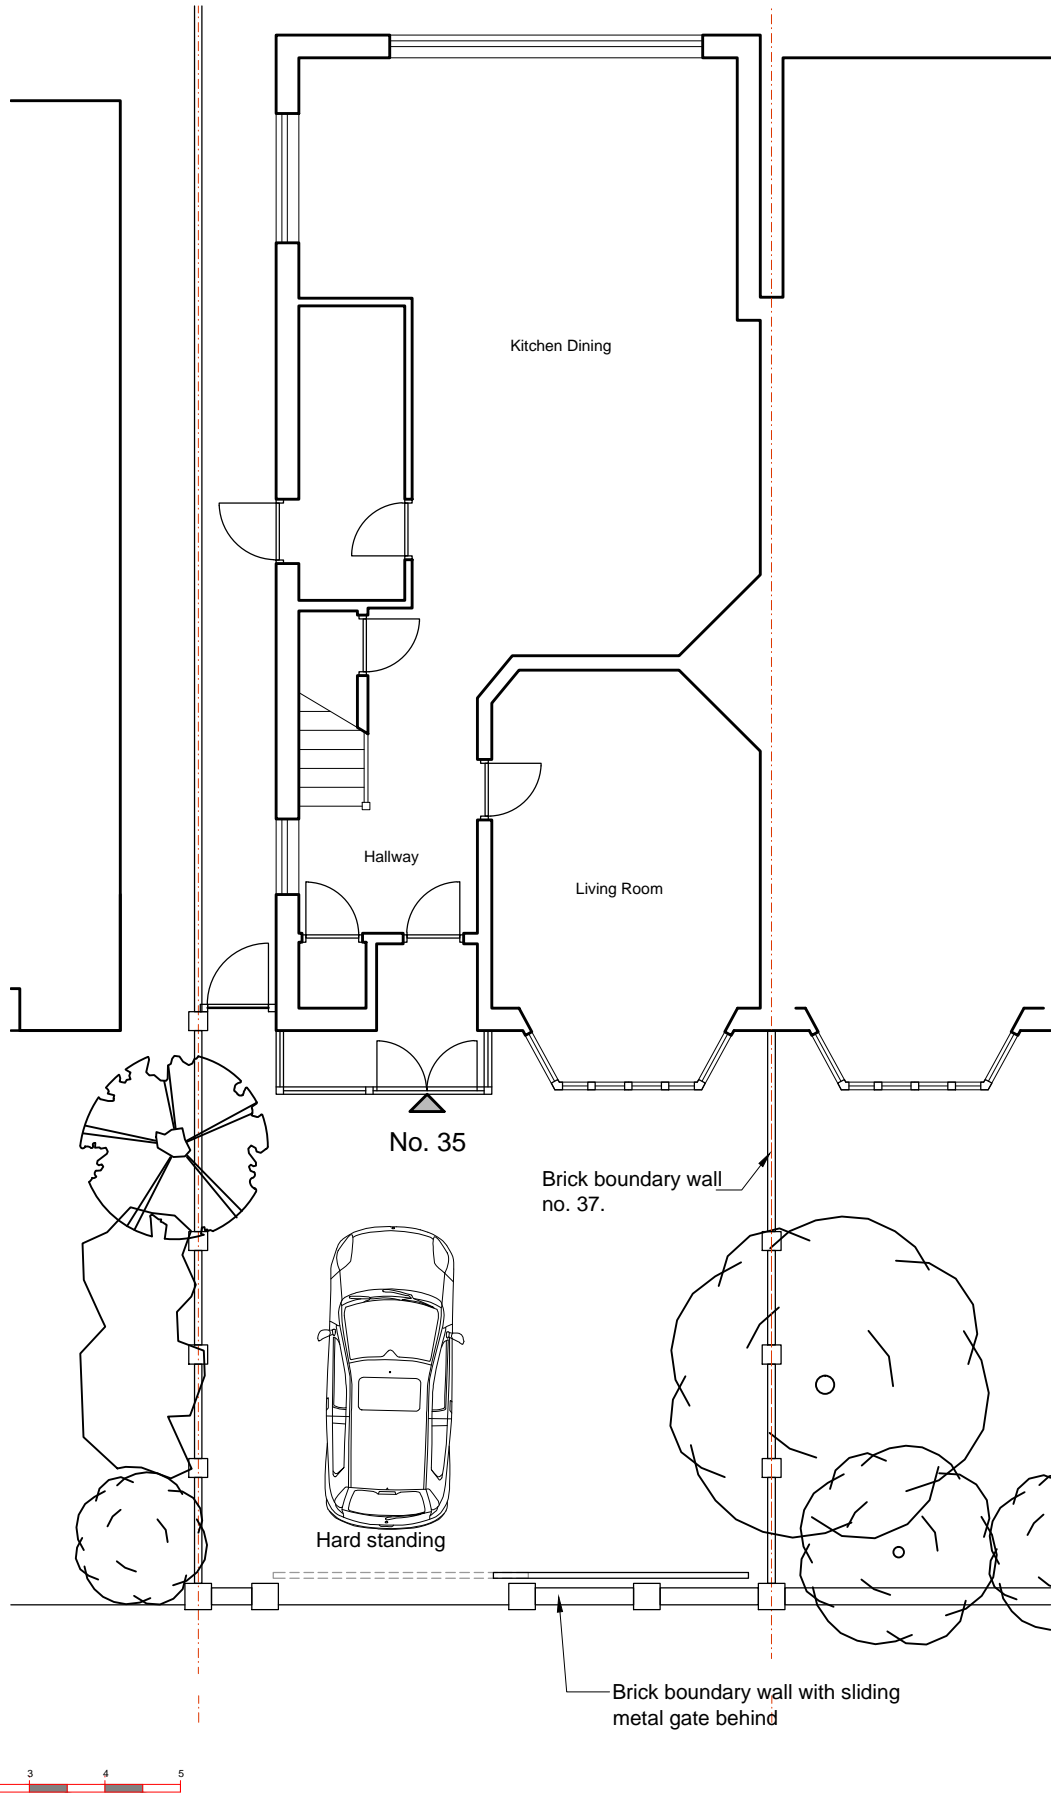 Kitchen Dining
Hallway
Living Room
No. 35
Brick boundary wall
no. 37.
Hard standing
Brick boundary wall with sliding
metal gate behind
3 4 5